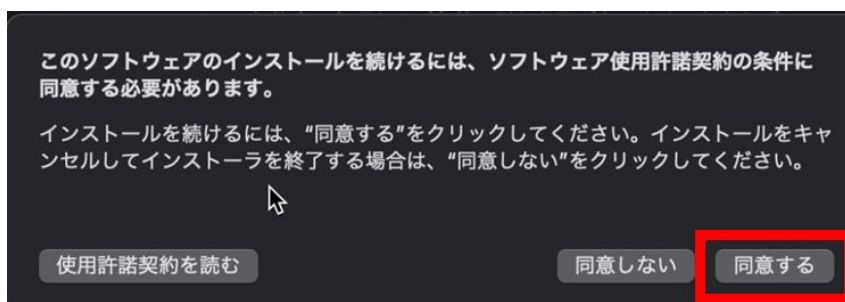 このソフトウェアのインストールを続けるには、ソフトウェア使用許諾契約の条件に
同意する必要があります。
インストールを続けるには、“同意する”をクリックしてください。インストールをキャ
ンセルしてインストーラを終了する場合は、“同意しない”をクリックしてください。
使用許諾契約を読む
同意しない
同意する